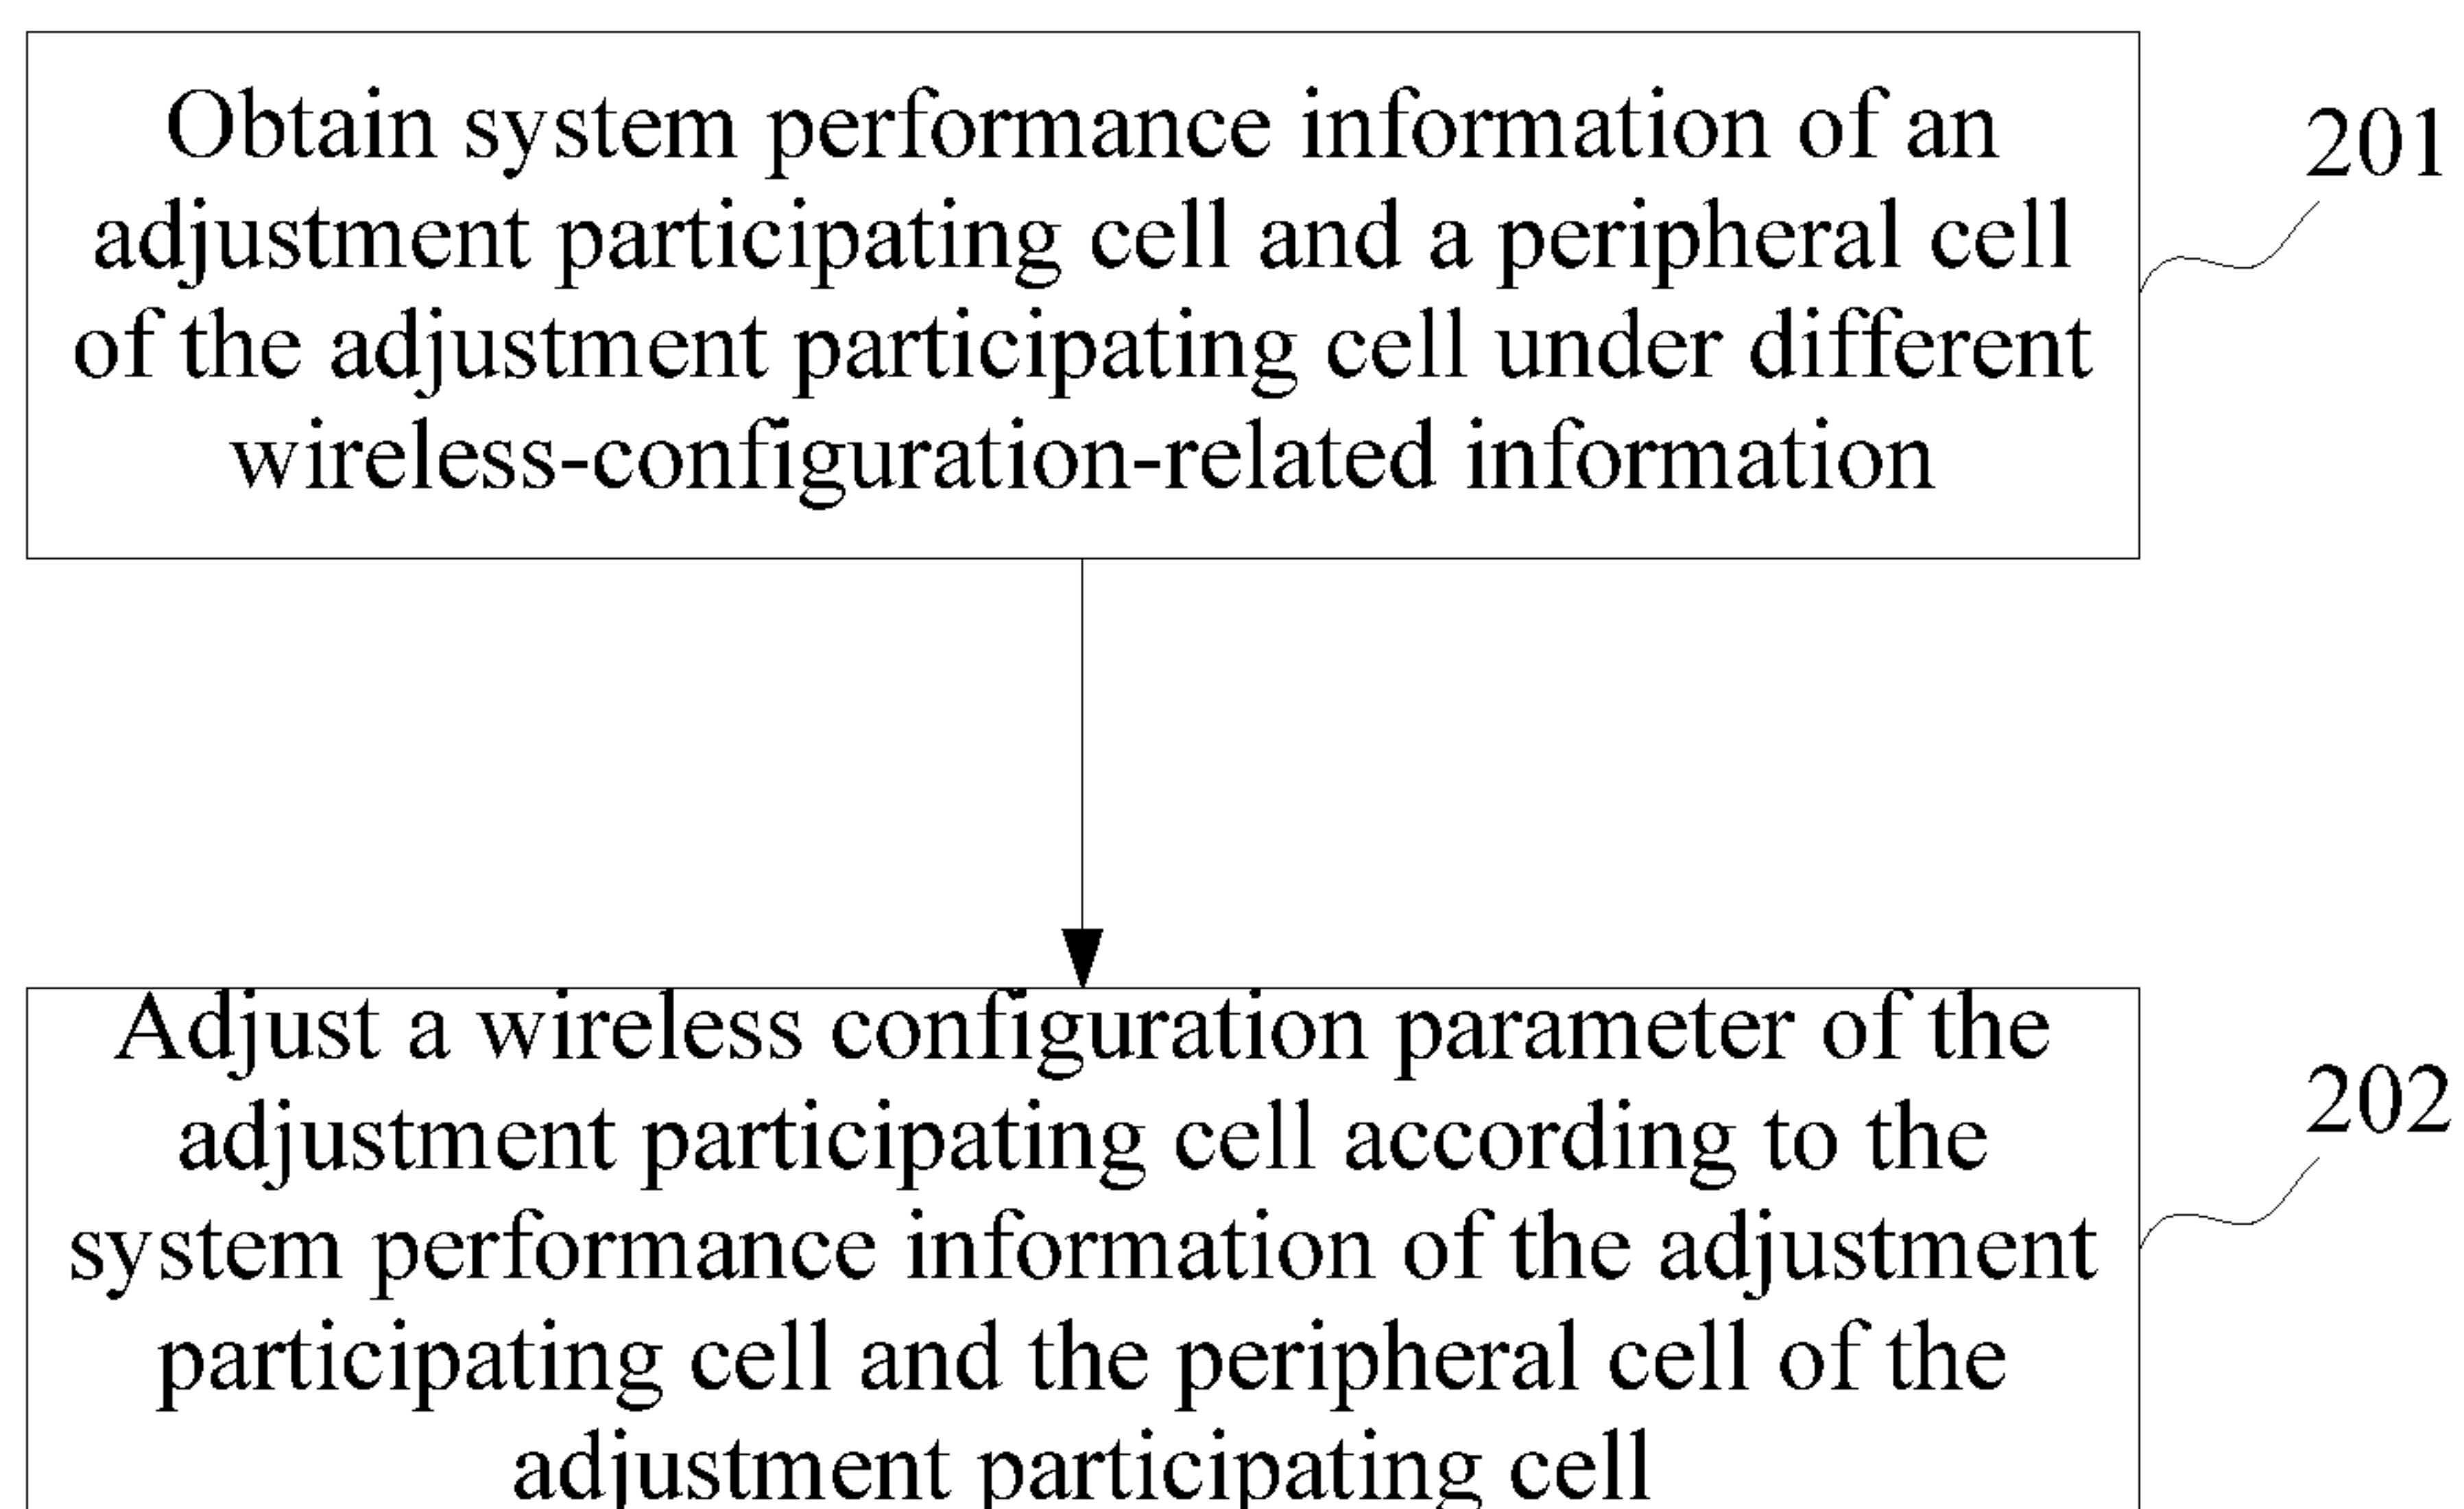 Obtain system performance information of an
adjustment participating cell and a peripheral cell
of the adjustment participating cell under different
wireless-configuration-related information
201
Adjust a wireless configuration parameter of the
adjustment participating cell according to the
system performance information of the adjustment
participating cell and the peripheral cell of the
adjustment participating cell
202